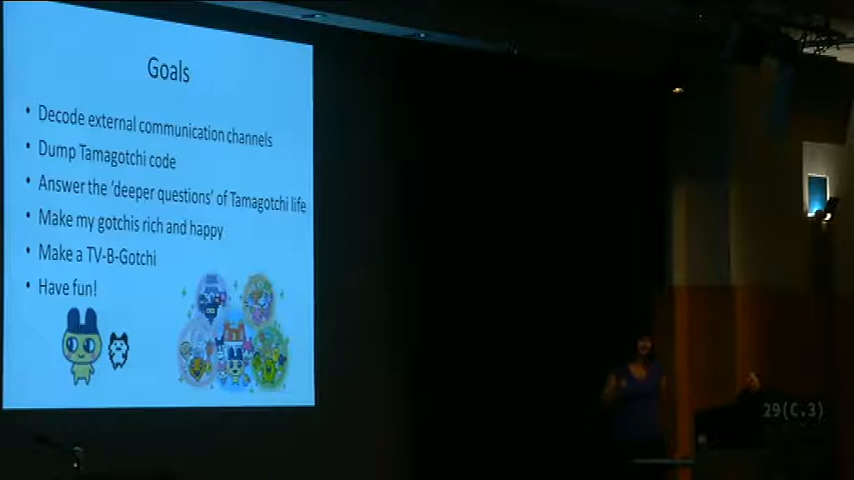 Goals
• Decode external communication channels
• Dump Tamagotchi code
• Answer the 'deeper questions' of Tamagotchi life
• Make my gotchis rich and happy
• Make a TV-B-Gotchi
• Have fun!
29(C.3)